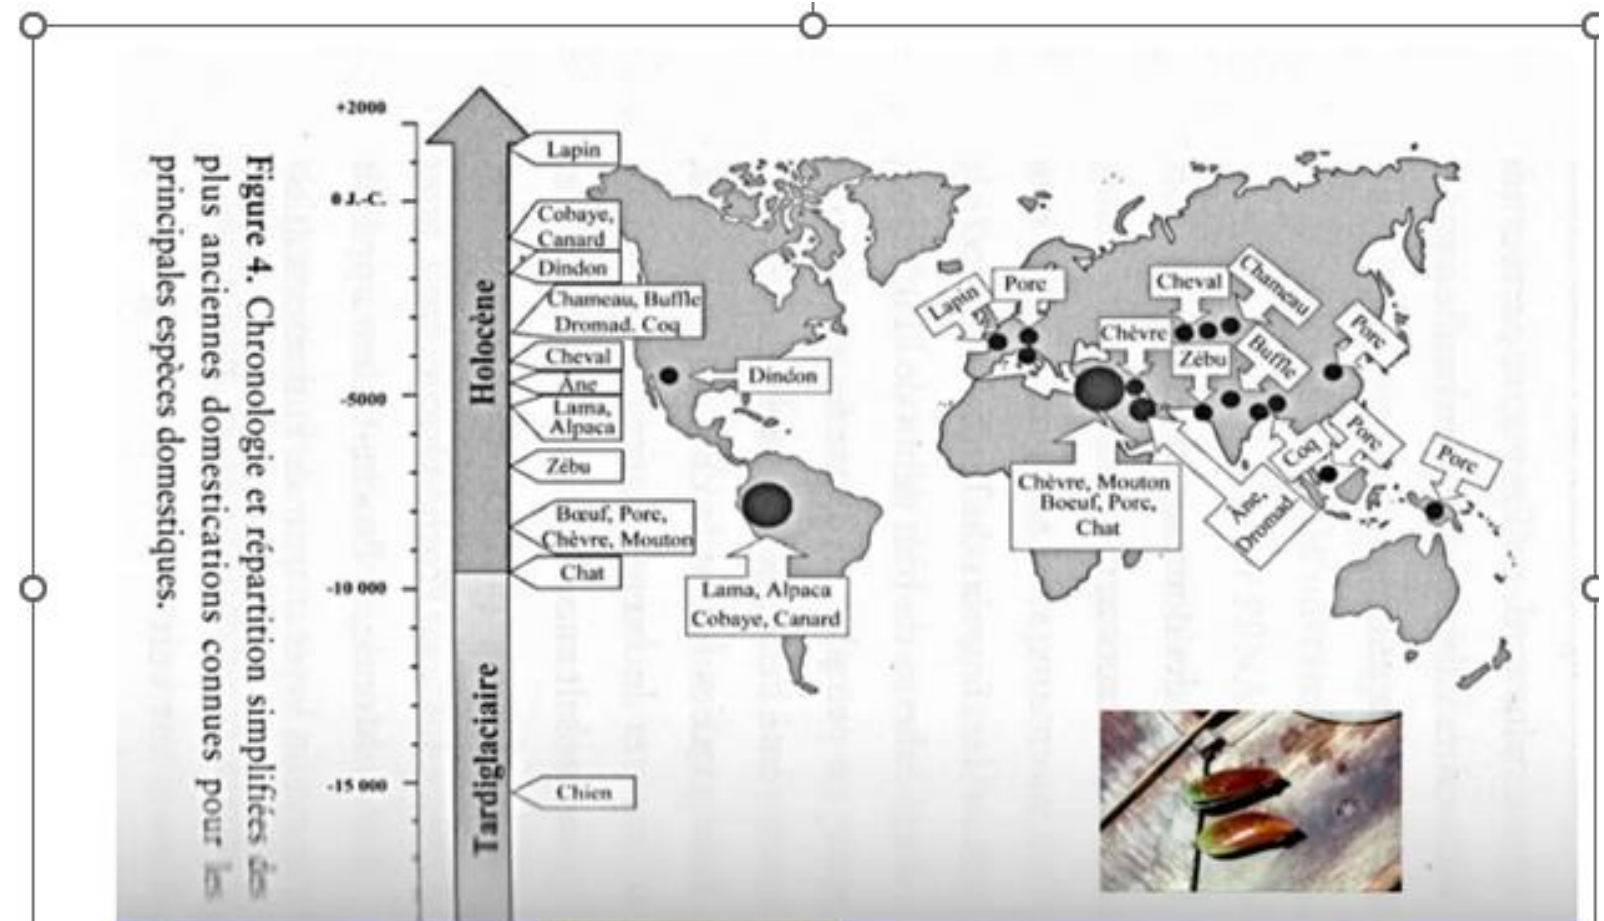 Figure 4. Chronologie et répartition simplifiées des
plus anciennes domestications connues pour les
principales espèces domestiques.
+2000
0 J.-C.
-5000
-10 000
-15 000
Holocène
Tardiglaciaire
Lapin
Cobaye,
Canard
Dindon
Chameau, Buffle
Dromad. Coq
Cheval
Âne
Lama,
Alpaca
Zébu
Bœuf, Porc,
Chèvre, Mouton
Chat
Chien
Dindon
Lama, Alpaca
Cobaye, Canard
Lapin
Porc
Cheval
Chameau
Chèvre
Zébu
Buffle
Porc
Chèvre, Mouton
Boeuf, Porc,
Chat
Âne,
Dromad.
Coq
Porc
Porc